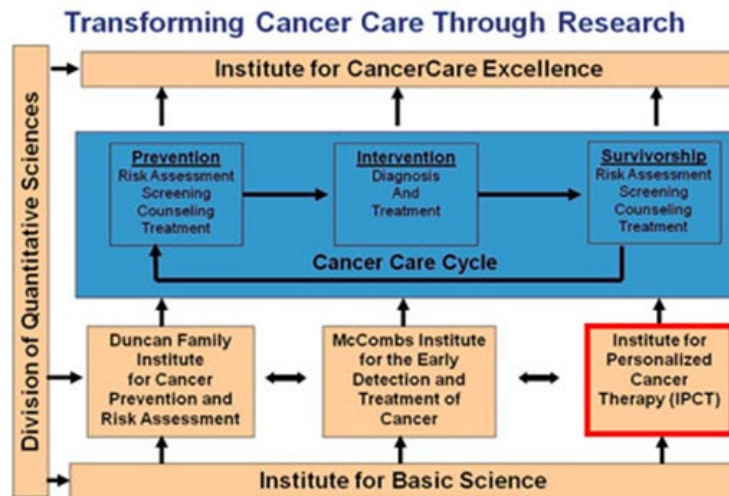 Transforming Cancer Care Through Research
Division of Quantitative Sciences
Institute for CancerCare Excellence
Prevention
Risk Assessment
Screening
Counseling
Treatment
Intervention
Diagnosis
And
Treatment
Survivorship
Risk Assessment
Screening
Counseling
Treatment
Cancer Care Cycle
Duncan Family
Institute
for Cancer
Prevention and
Risk Assessment
McCombs Institute
for the Early
Detection and
Treatment of
Cancer
Institute for
Personalized
Cancer
Therapy (IPCT)
Institute for Basic Science